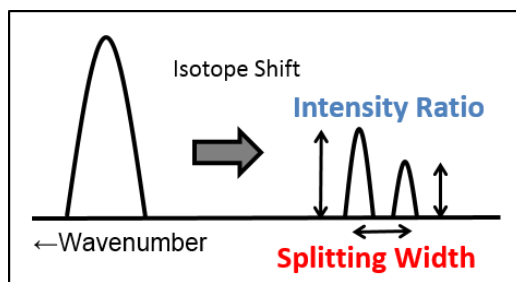 Isotope Shift
Intensity Ratio
←Wavenumber
Splitting Width